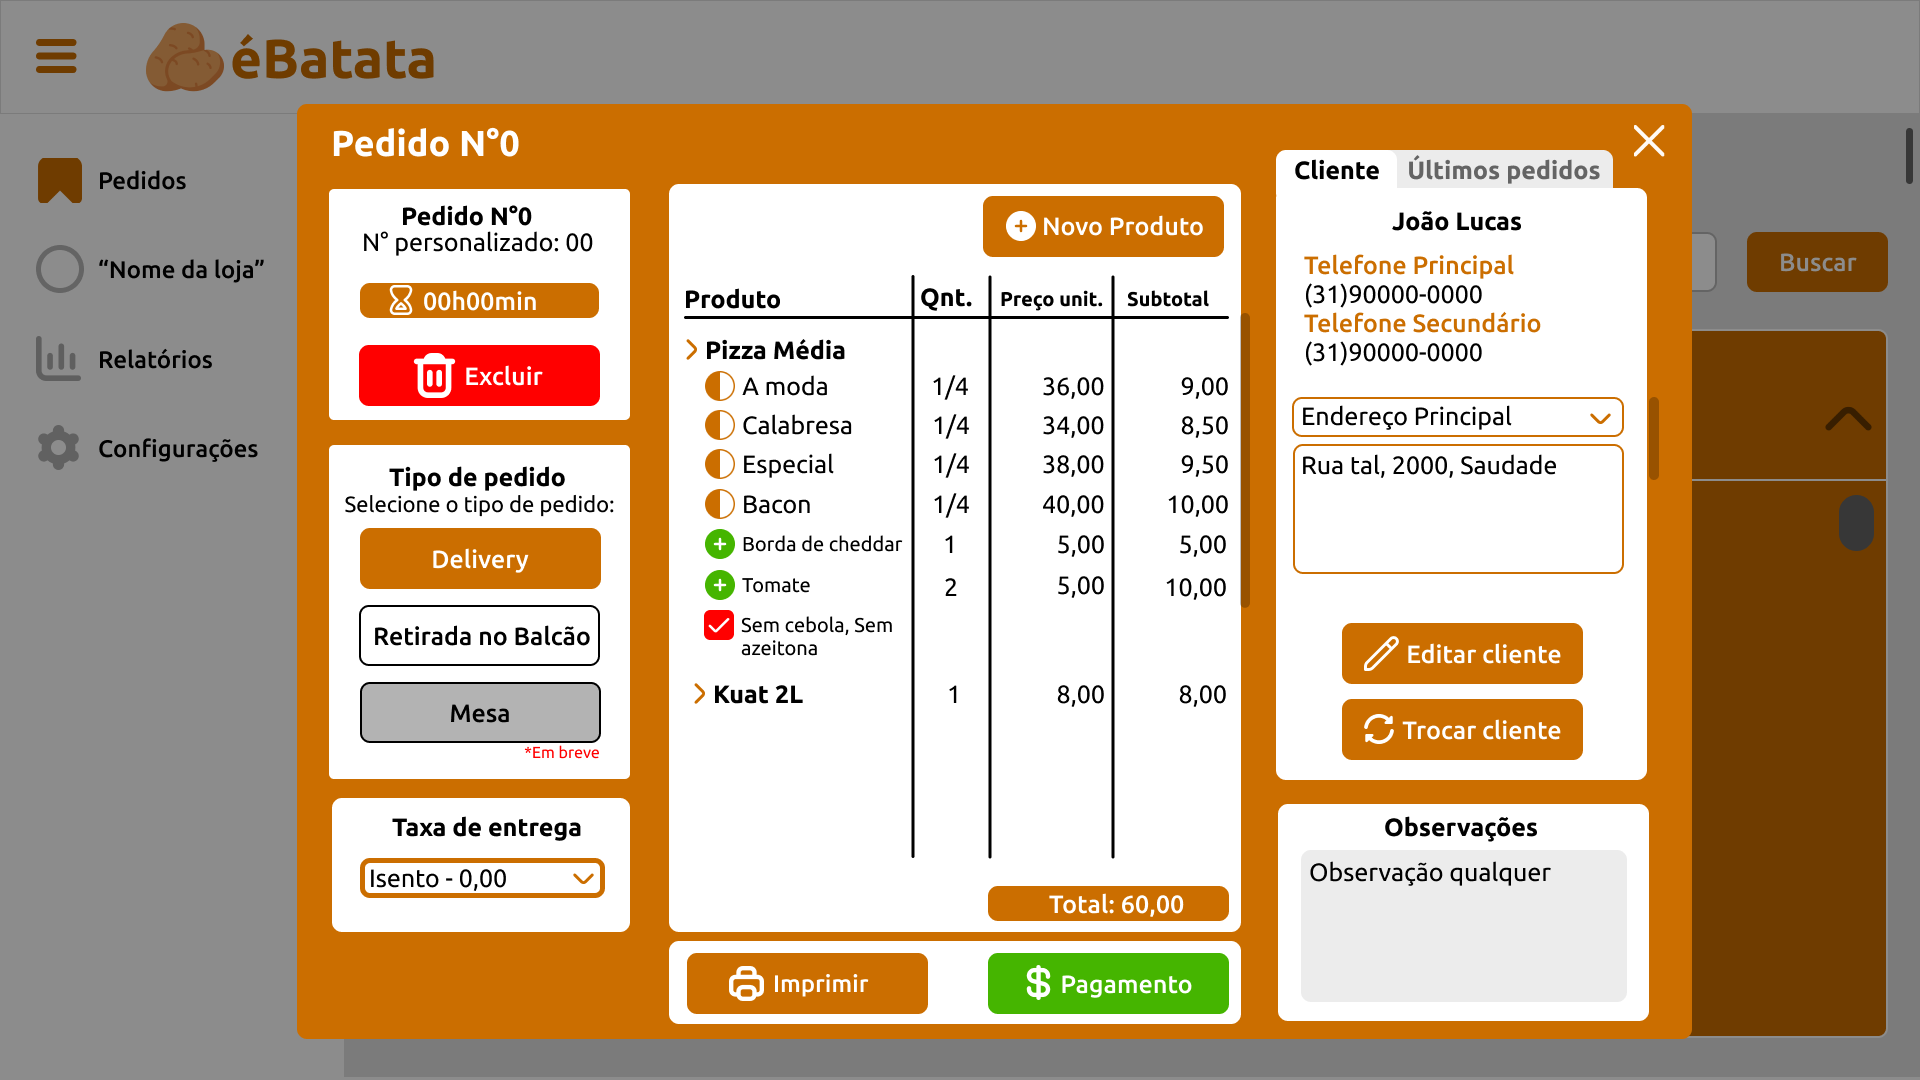 éBatata
Pedidos
“Nome da loja”
Relatórios
Configurações
Buscar
Pedido N°0
Pedido N°0
N° personalizado: 00
00h00min
Excluir
Tipo de pedido
Selecione o tipo de pedido:
Delivery
Retirada no Balcão
Mesa
*Em breve
Taxa de entrega
Isento - 0,00
Novo Produto
Produto Qnt. Preço unit. Subtotal
Pizza Média
A moda 1/4 36,00 9,00
Calabresa 1/4 34,00 8,50
Especial 1/4 38,00 9,50
Bacon 1/4 40,00 10,00
Borda de cheddar 1 5,00 5,00
Tomate 2 5,00 10,00
Sem cebola, Sem
azeitona
Kuat 2L 1 8,00 8,00
Total: 60,00
Imprimir
Pagamento
Cliente Últimos pedidos
João Lucas
Telefone Principal
(31)90000-0000
Telefone Secundário
(31)90000-0000
Endereço Principal
Rua tal, 2000, Saudade
Editar cliente
Trocar cliente
Observações
Observação qualquer